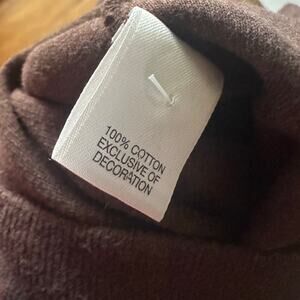 100% COTTON
EXCLUSIVE OF
DECORATION